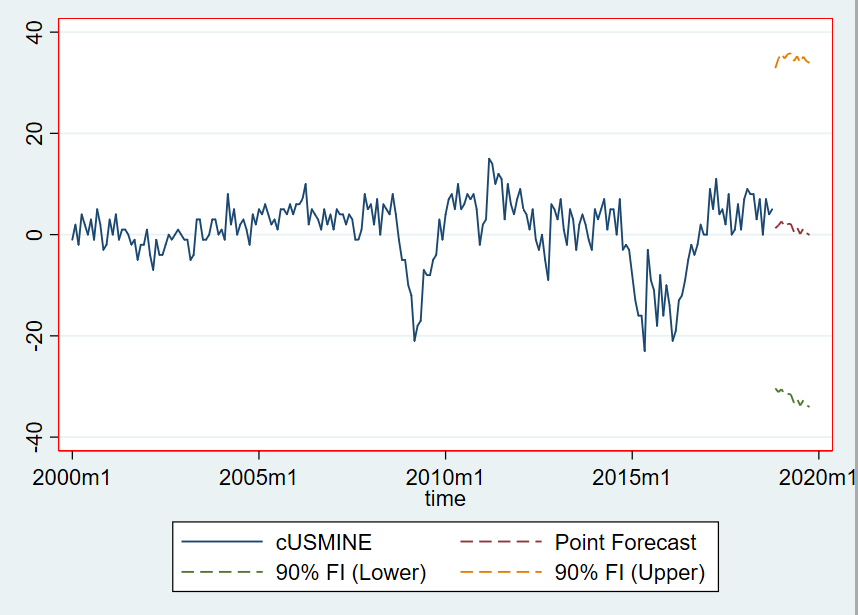 40
20
0
-20
-40
2000m1 2005m1 2010m1 2015m1 2020m1
time
cUSMINE Point Forecast
90% FI (Lower) 90% FI (Upper)